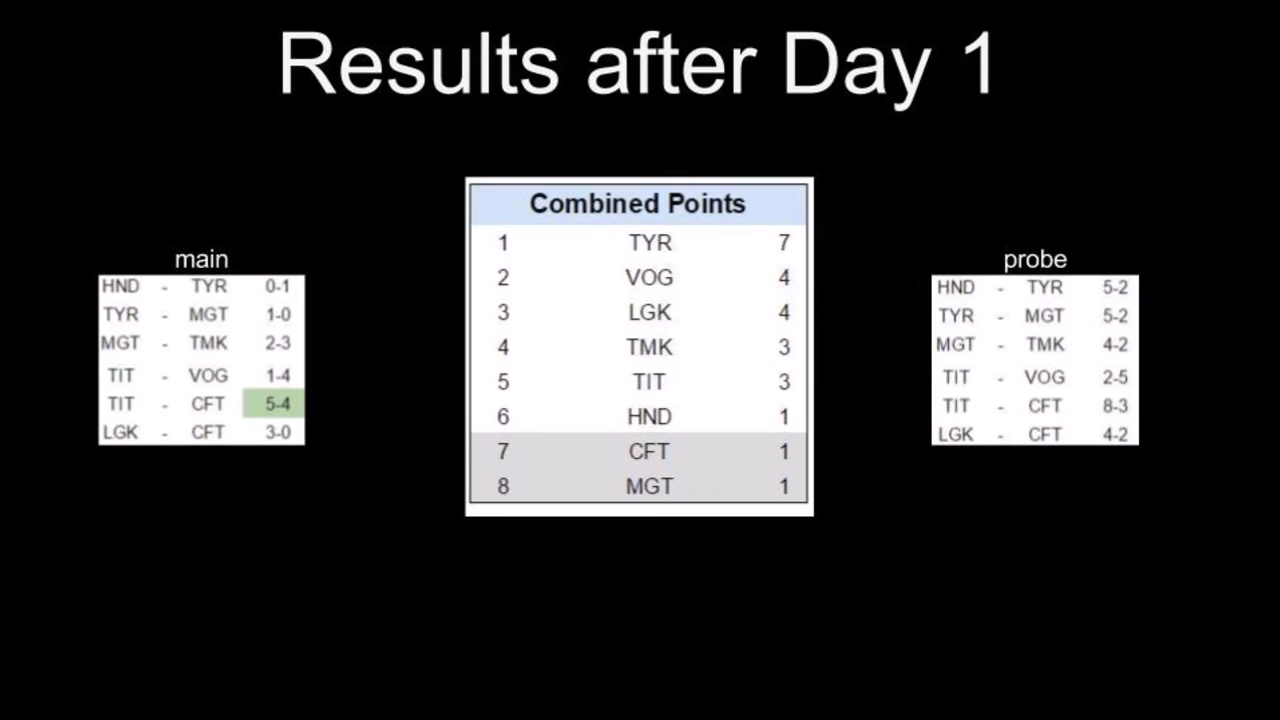 Results after Day 1
main
HND - TYR 0-1
TYR - MGT 1-0
MGT - TMK 2-3
TIT - VOG 1-4
TIT - CFT 5-4
LGK - CFT 3-0
Combined Points
1 TYR 7
2 VOG 4
3 LGK 4
4 TMK 3
5 TIT 3
6 HND 1
7 CFT 1
8 MGT 1
probe
HND - TYR 5-2
TYR - MGT 5-2
MGT - TMK 4-2
TIT - VOG 2-5
TIT - CFT 8-3
LGK - CFT 4-2